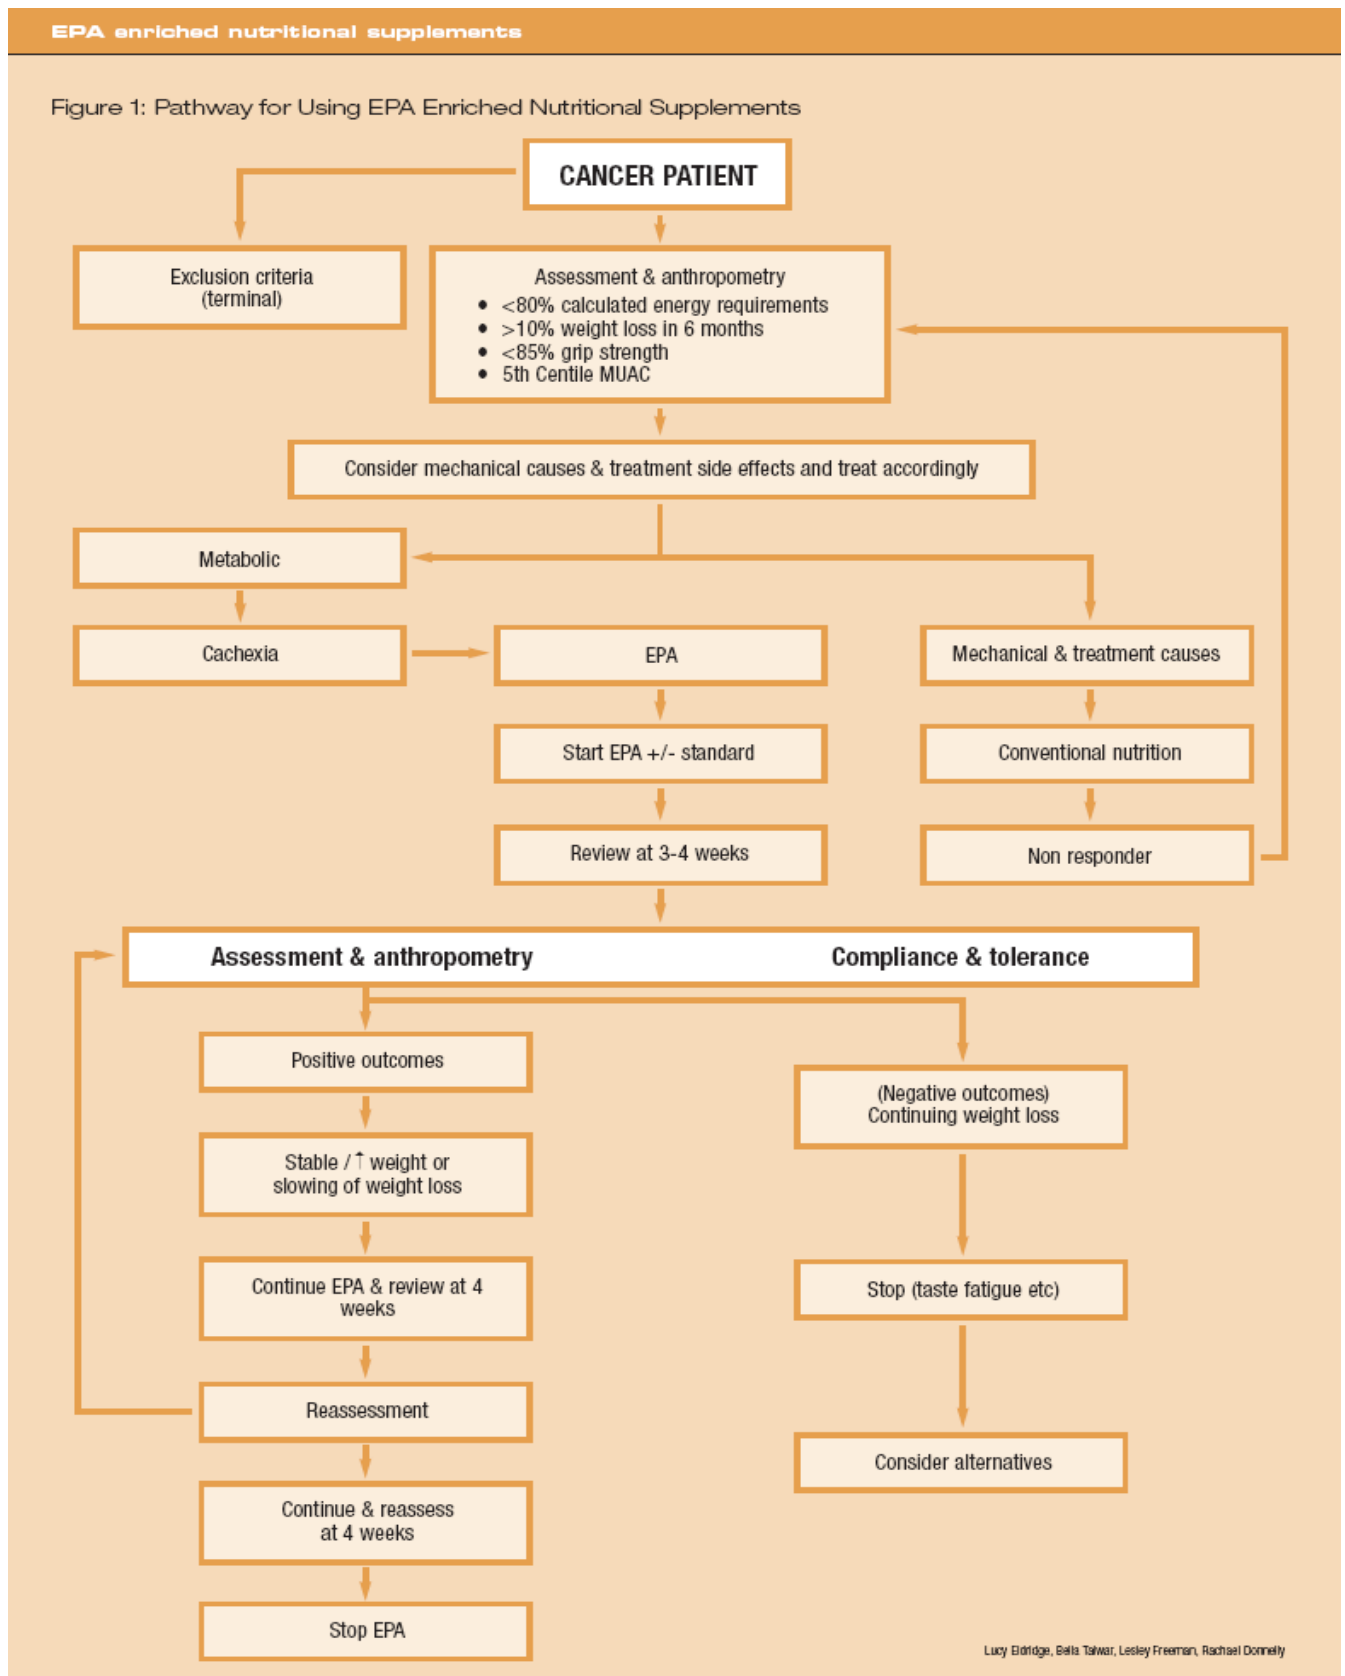 EPA enriched nutritional supplements
Figure 1: Pathway for Using EPA Enriched Nutritional Supplements
CANCER PATIENT
Exclusion criteria
(terminal)
Assessment & anthropometry
• <80% calculated energy requirements
• >10% weight loss in 6 months
• <85% grip strength
• 5th Centile MUAC
Consider mechanical causes & treatment side effects and treat accordingly
Metabolic
Cachexia
EPA
Mechanical & treatment causes
Start EPA +/- standard
Conventional nutrition
Review at 3-4 weeks
Non responder
Assessment & anthropometry
Compliance & tolerance
Positive outcomes
(Negative outcomes)
Continuing weight loss
Stable / ↑ weight or
slowing of weight loss
Continue EPA & review at 4
weeks
Stop (taste fatigue etc)
Reassessment
Consider alternatives
Continue & reassess
at 4 weeks
Stop EPA
Lucy Eldridge, Bella Talwar, Lesley Freeman, Rachael Donnelly